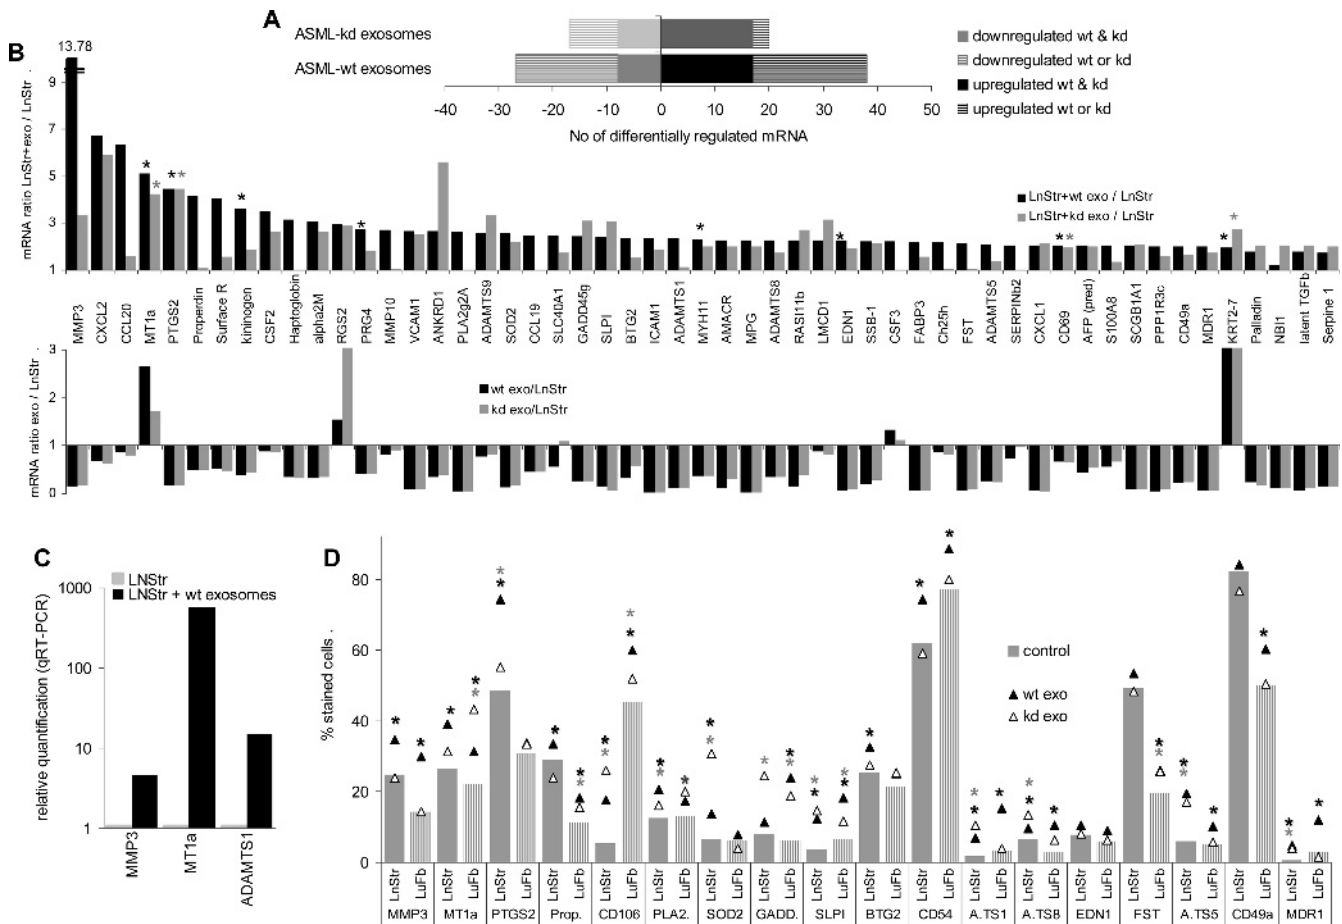 A
ASML-kd exosomes
ASML-wt exosomes
-40 -30 -20 -10 0 10 20 30 40 50
No of differentially regulated mRNA
downregulated wt & kd
downregulated wt or kd
upregulated wt & kd
upregulated wt or kd
B
13.78
mRNA ratio LnStr+exo / LnStr .
9
7
5
3
1
LnStr+wt exo / LnStr
LnStr+kd exo / LnStr
MMP3
CXCL2
CCL20
MT1a
PTGS2
Properdin
Surface R
kininogen
CSF2
Haptoglobin
alpha2M
RGS2
PRG4
MMP10
VCAM1
ANKRD1
PLA2g2A
ADAMTS9
SOD2
CCL19
SLC40A1
GADD45g
SLPI
BTG2
ICAM1
ADAMTS1
MYH11
AMACR
MPG
ADAMTS8
RASl11b
LMCD1
EDN1
SSB-1
CSF3
FABP3
Ch25h
FST
ADAMTS5
SERPINb2
CXCL1
CD69
AFP (pred)
S100A8
SCGB1A1
PPP1R3c
CD49a
MDR1
KRT2-7
Palladin
NBl1
latent TGFb
Serpine 1
mRNA ratio exo / LnStr .
3
2
1
0
wt exo/LnStr
kd exo/LnStr
C
LNStr
LNStr + wt exosomes
relative quantification (qRT-PCR)
1000
100
10
1
MMP3
MT1a
ADAMTS1
D
% stained cells .
80
60
40
20
0
control
wt exo
kd exo
LnStr LuFb LnStr LuFb LnStr LuFb LnStr LuFb LnStr LuFb LnStr LuFb LnStr LuFb LnStr LuFb LnStr LuFb LnStr LuFb LnStr LuFb LnStr LuFb LnStr LuFb LnStr LuFb LnStr LuFb LnStr LuFb LnStr LuFb LnStr LuFb
MMP3 MT1a PTGS2 Prop. CD106 PLA2. SOD2 GADD. SLPI BTG2 CD54 A.TS1 A.TS8 EDN1 FST1 A.TS5 CD49a MDR1